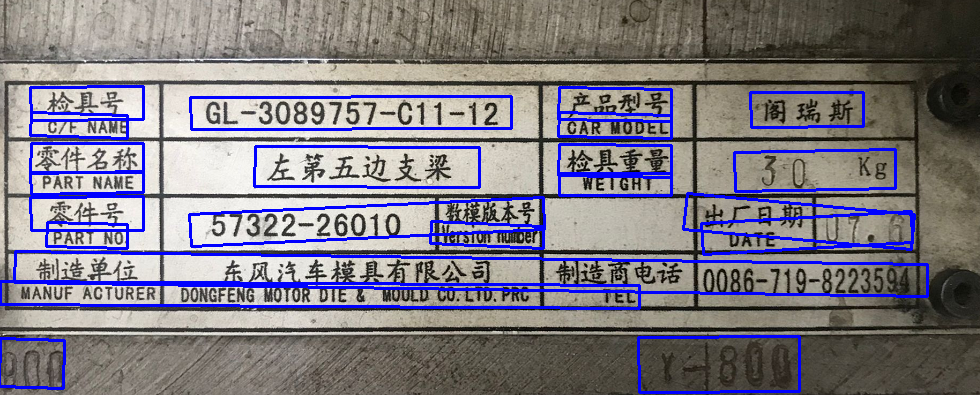 检具号 GL-3089757-C11-12 产品型号 阁瑞斯
C/F NAME CAR MODEL
零件名称 左第五边支梁 检具重量 30 Kg
PART NAME WEIGHT
零件号 57322-26010 数模版本号 出厂日期
PART NO Version number DATE
制造单位 东风汽车模具有限公司 制造商电话 0086-719-8223594
MANUF ACTURER DONGFENG MOTOR DIE & MOULD CO.LTD.PRC TEL
Y-800